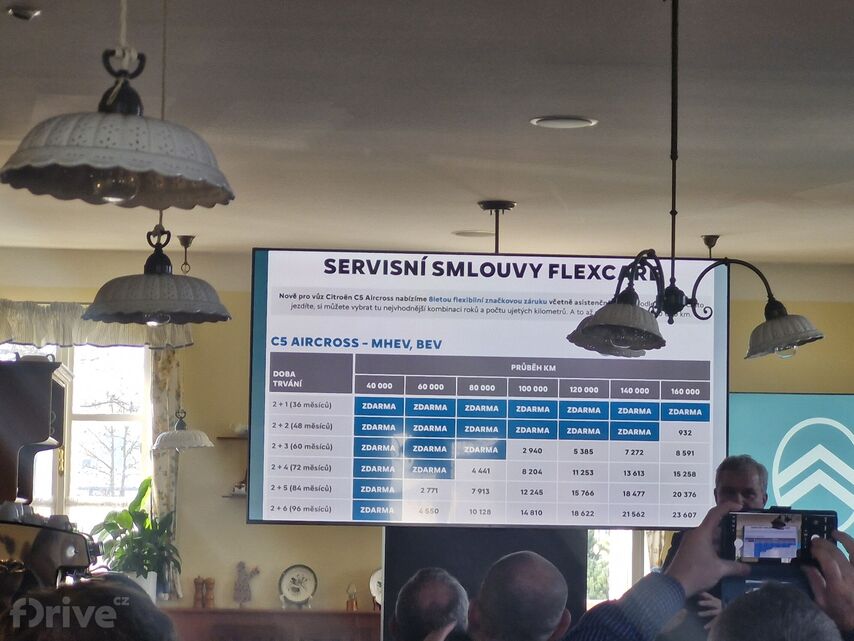 SERVISNÍ SMLOUVY FLEXCARE
Nově pro vůz Citroën C5 Aircross nabízíme 8letou flexibilní značkovou záruku včetně asistenční
jezdíte, si můžete vybrat tu nejvhodnější kombinaci roků a počtu ujetých kilometrů. A to až km.
C5 AIRCROSS – MHEV, BEV
DOBA TRVÁNÍ PRŮBĚH KM
40 000 60 000 80 000 100 000 120 000 140 000 160 000
2 + 1 (36 měsíců) ZDARMA ZDARMA ZDARMA ZDARMA ZDARMA ZDARMA ZDARMA
2 + 2 (48 měsíců) ZDARMA ZDARMA ZDARMA ZDARMA ZDARMA ZDARMA 932
2 + 3 (60 měsíců) ZDARMA ZDARMA ZDARMA 2 940 5 385 7 272 8 591
2 + 4 (72 měsíců) ZDARMA ZDARMA 4 441 8 204 11 253 13 613 15 258
2 + 5 (84 měsíců) ZDARMA 2 771 7 913 12 245 15 766 18 477 20 376
2 + 6 (96 měsíců) ZDARMA 4 550 10 128 14 810 18 622 21 562 23 607
fDrive CZ